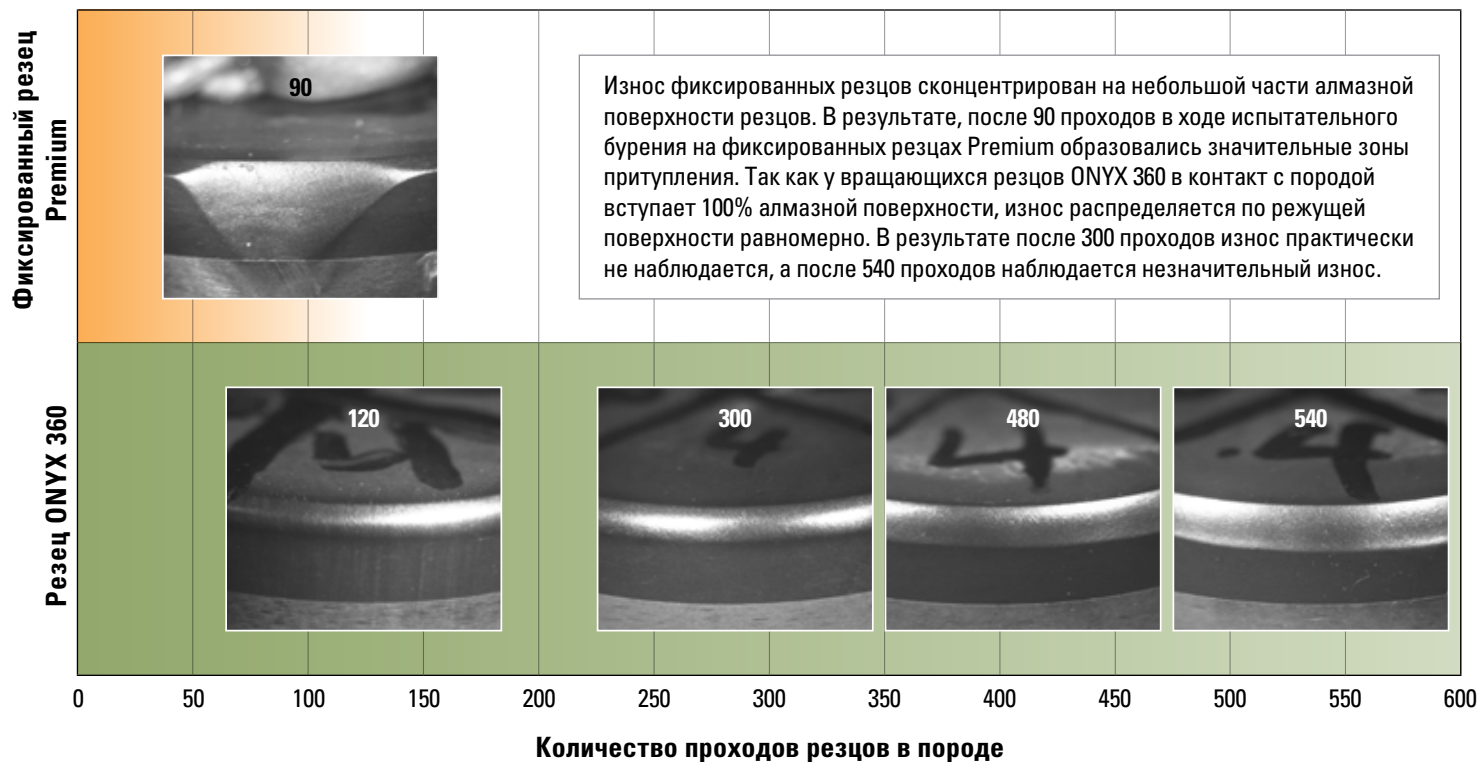 Фиксированный резец
Premium
90
Износ фиксированных резцов сконцентрирован на небольшой части алмазной
поверхности резцов. В результате, после 90 проходов в ходе испытательного
бурения на фиксированных резцах Premium образовались значительные зоны
притупления. Так как у вращающихся резцов ONYX 360 в контакт с породой
вступает 100% алмазной поверхности, износ распределяется по режущей
поверхности равномерно. В результате после 300 проходов износ практически
не наблюдается, а после 540 проходов наблюдается незначительный износ.
Резец ONYX 360
120
300
480
540
4
4
4
4
0 50 100 150 200 250 300 350 400 450 500 550 600
Количество проходов резцов в породе